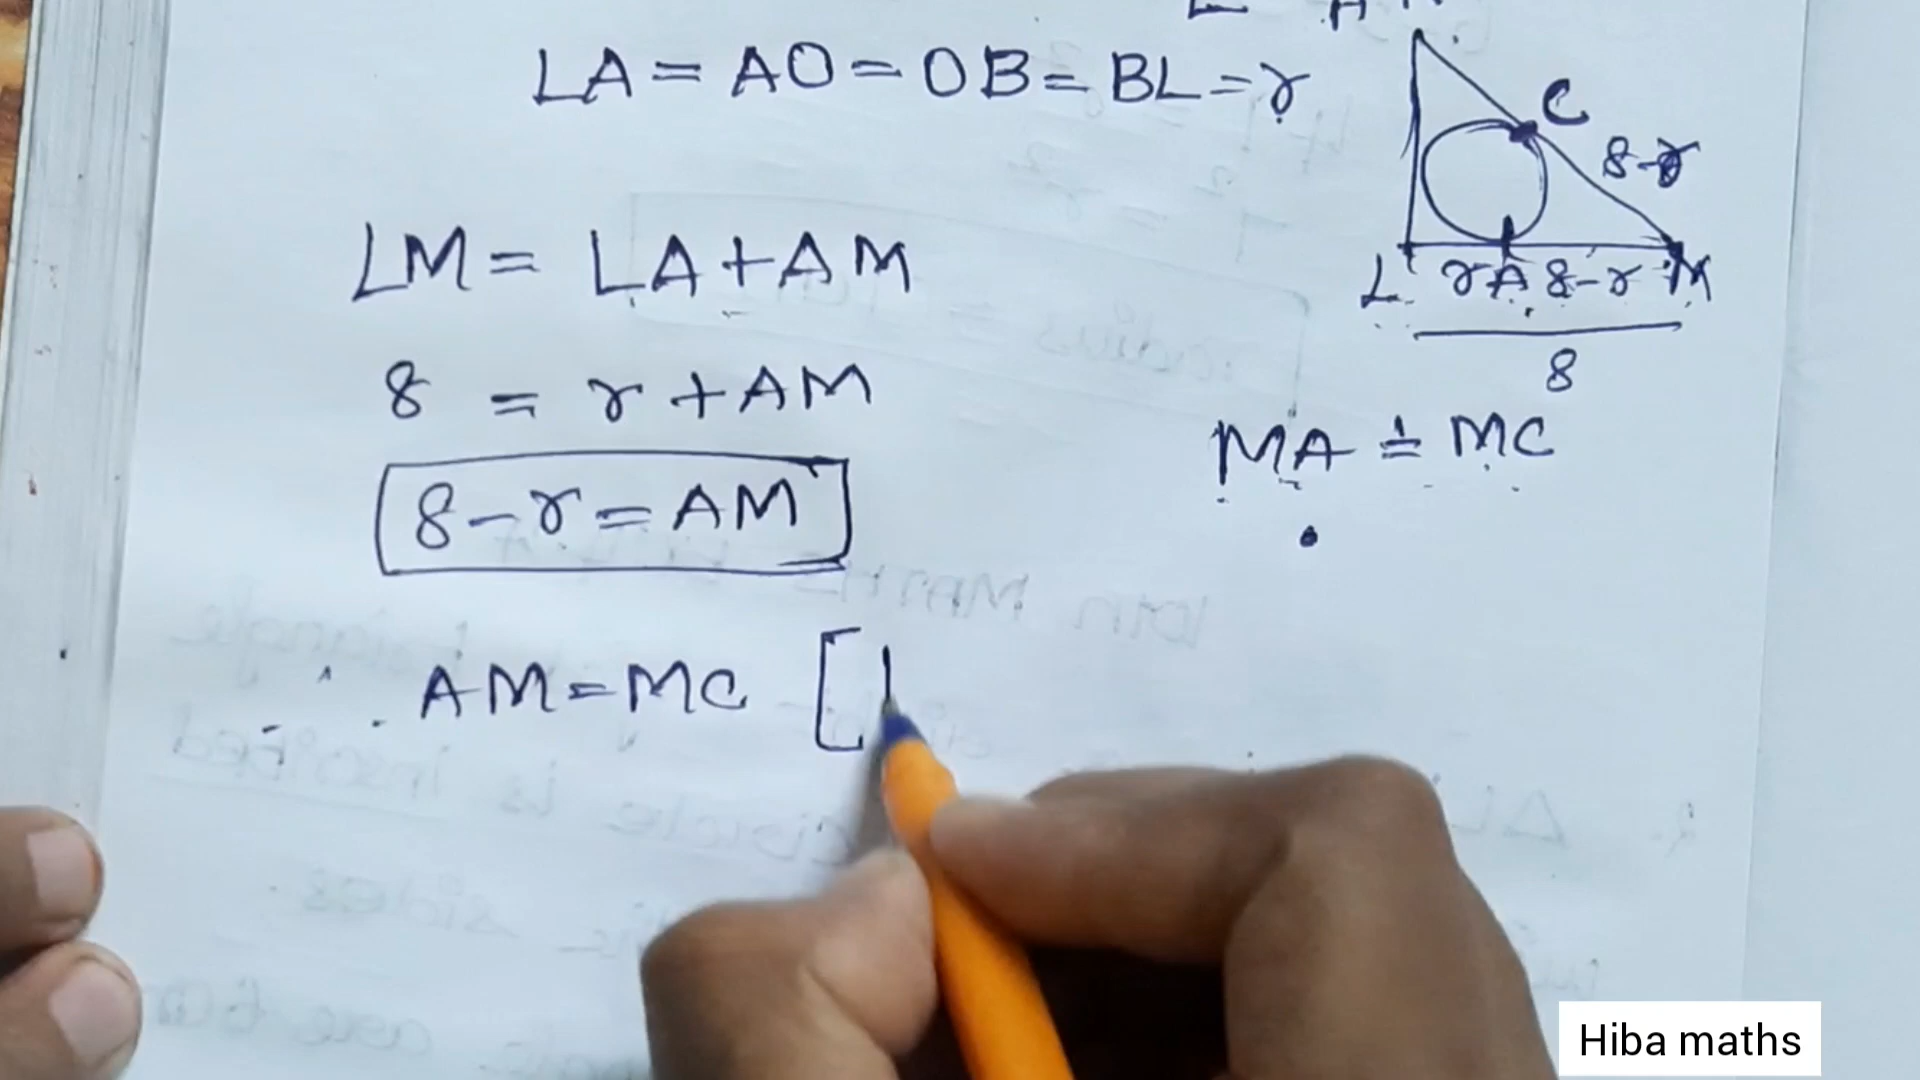 LA = AO = OB = BL = r
C
8-r
L r A 8-r M
8
LM = LA + AM
8 = r + AM
MA = MC
8 - r = AM
∴ AM = MC [
Hiba maths